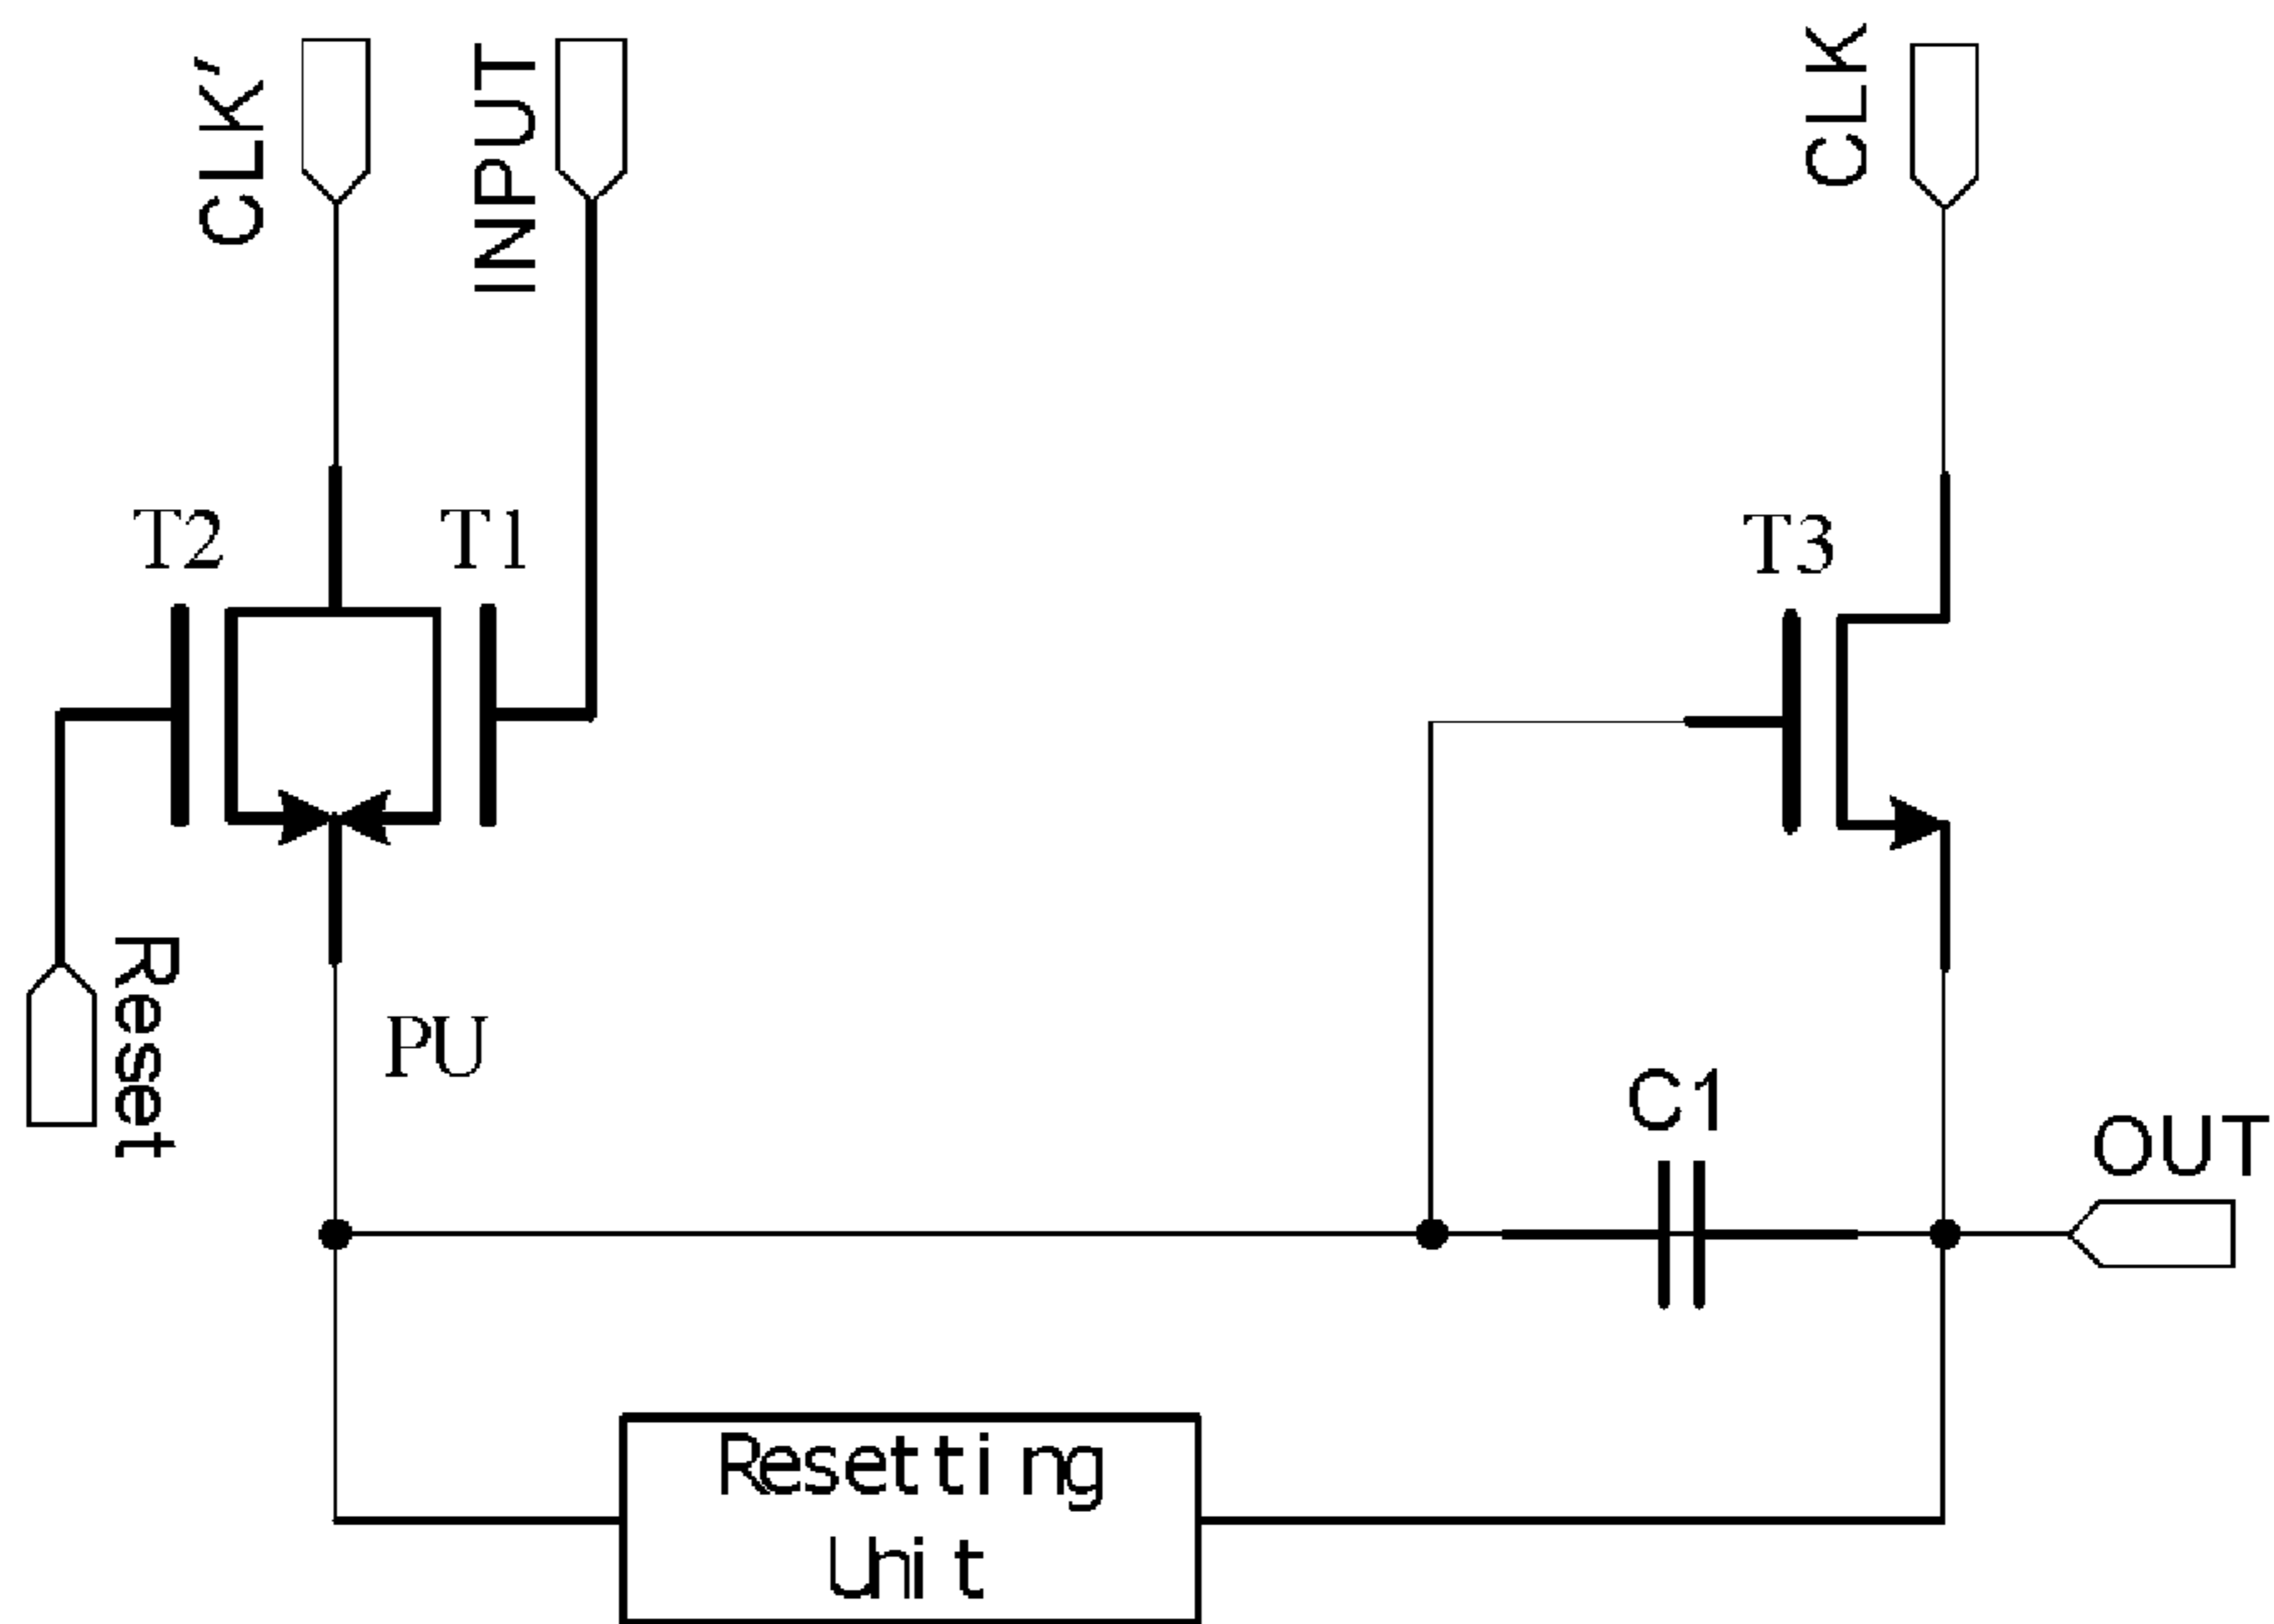 CLK′
INPUT
CLK
T2
T1
T3
Reset
PU
C1
OUT
Resetting
Unit